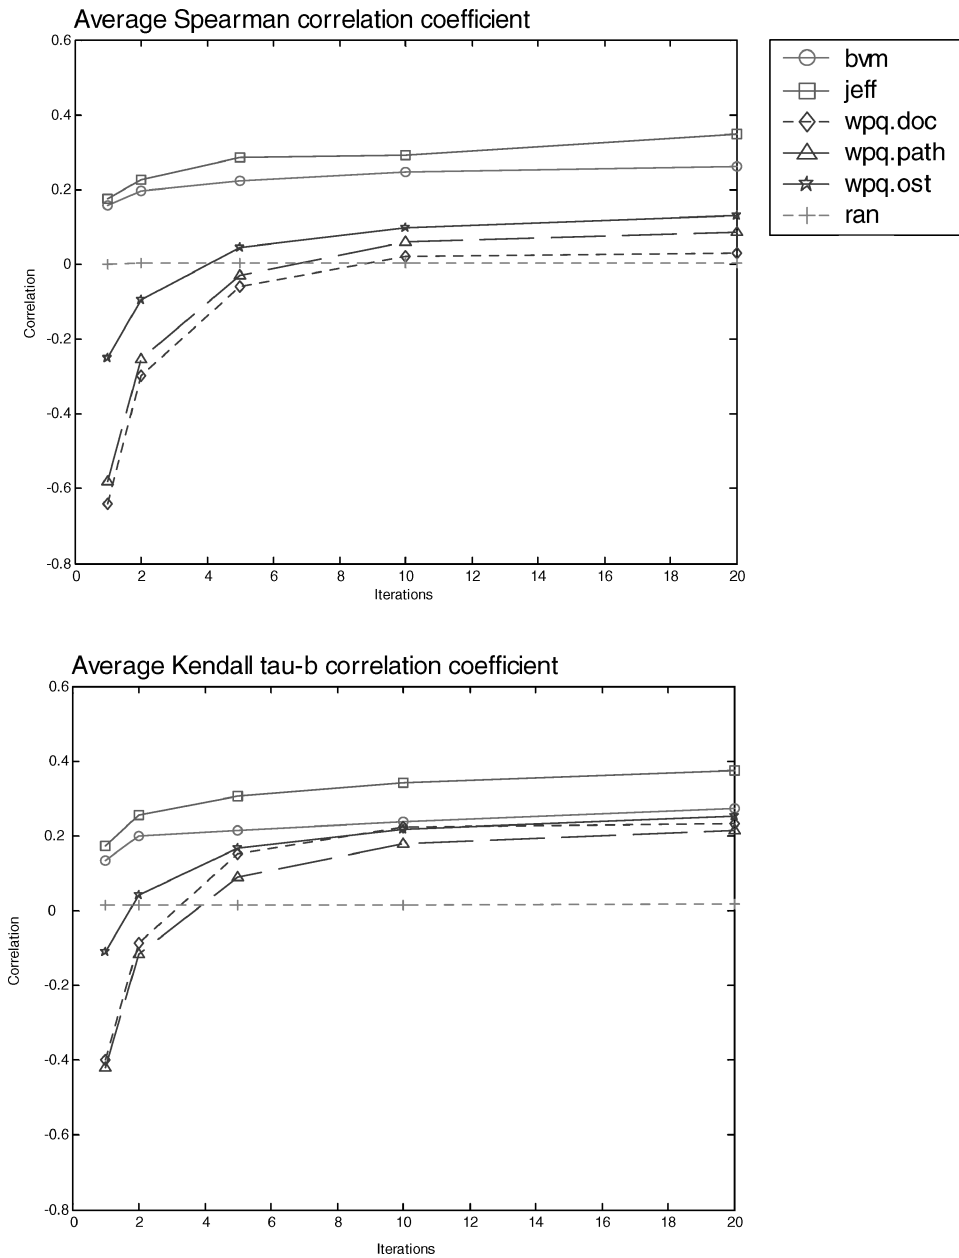 Average Spearman correlation coefficient
0.6
0.4
0.2
0
-0.2
-0.4
-0.6
-0.8
Correlation
0 2 4 6 8 10 12 14 16 18 20
Iterations
bvm
jeff
wpq.doc
wpq.path
wpq.ost
ran
Average Kendall tau-b correlation coefficient
0.6
0.4
0.2
0
-0.2
-0.4
-0.6
-0.8
Correlation
0 2 4 6 8 10 12 14 16 18 20
Iterations